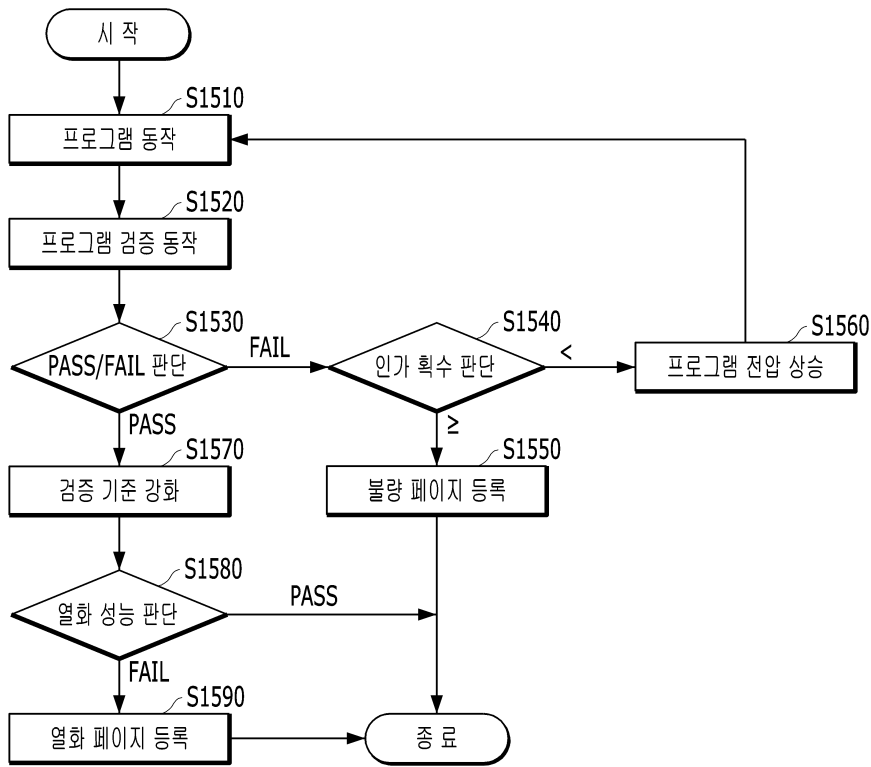 시 작
S1510
프로그램 동작
S1520
프로그램 검증 동작
S1530
PASS/FAIL 판단
FAIL
S1540
인가 획수 판단
<
S1560
프로그램 전압 상승
PASS
≥
S1570
검증 기준 강화
S1550
불량 페이지 등록
S1580
열화 성능 판단
PASS
FAIL
S1590
열화 페이지 등록
종 료